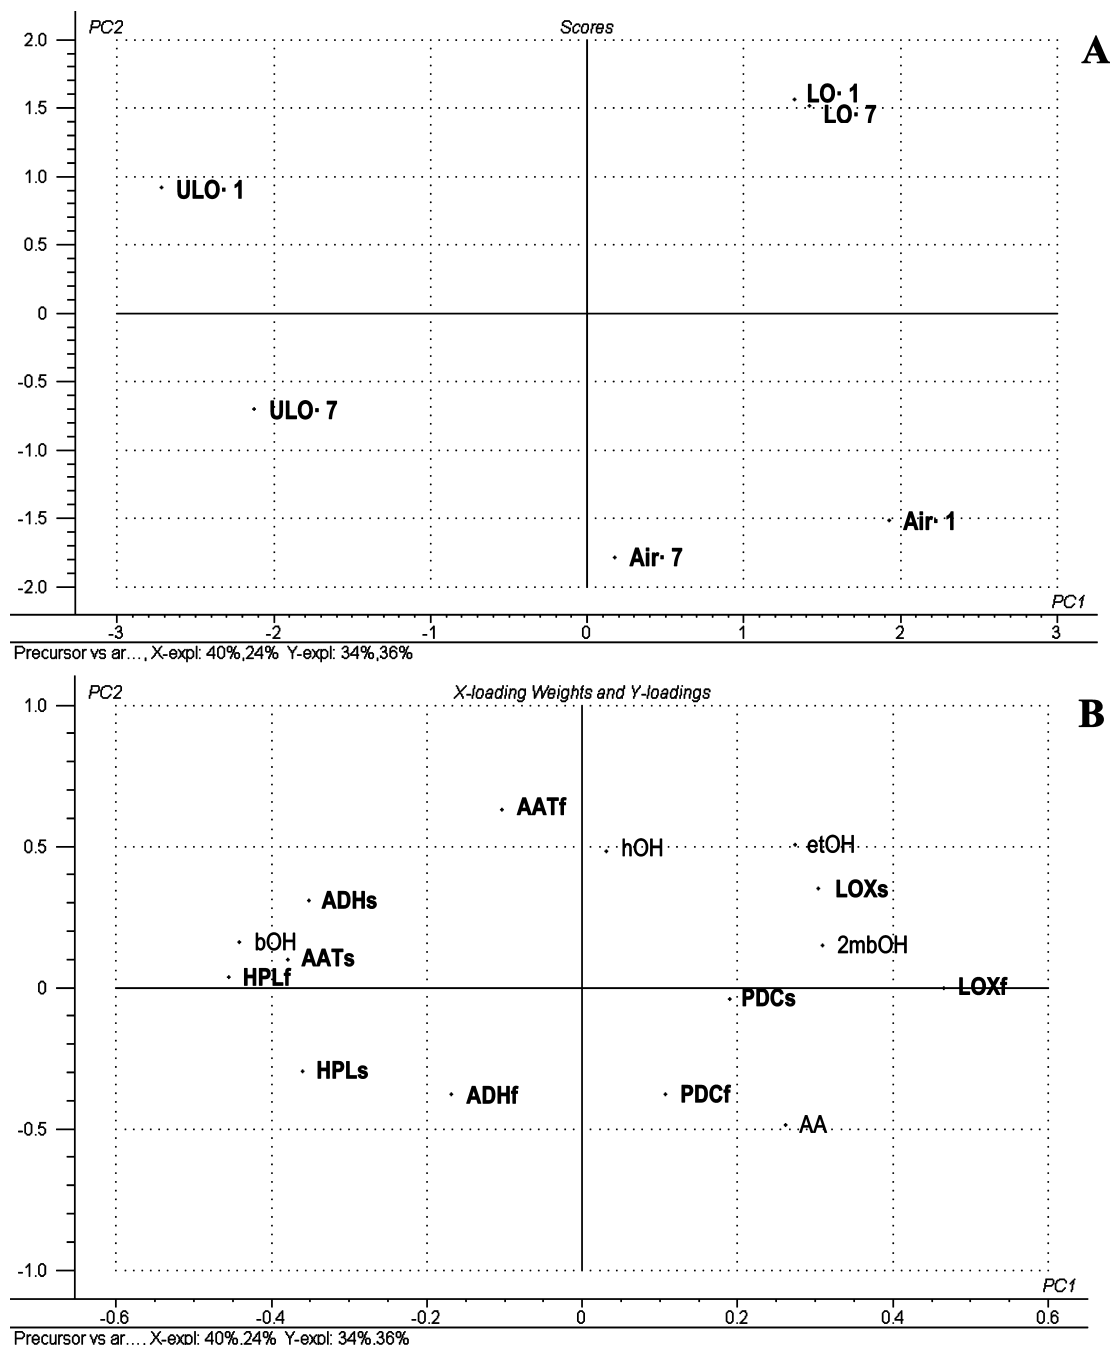 PC2 Scores
A
2.0
LO· 1
1.5
LO· 7
1.0
ULO· 1
0.5
0
-0.5
ULO· 7
-1.0
-1.5
Air· 1
Air· 7
-2.0
PC1
-3 -2 -1 0 1 2 3
Precursor vs ar..., X-expl: 40%,24% Y-expl: 34%,36%
PC2 X-loading Weights and Y-loadings
1.0
B
AATf
0.5
hOH etOH
LOXs
ADHs
bOH 2mbOH
AATs
HPLf
0
LOXf
PDCs
HPLs
ADHf PDCf
AA
-0.5
-1.0
PC1
-0.6 -0.4 -0.2 0 0.2 0.4 0.6
Precursor vs ar..., X-expl: 40%,24% Y-expl: 34%,36%